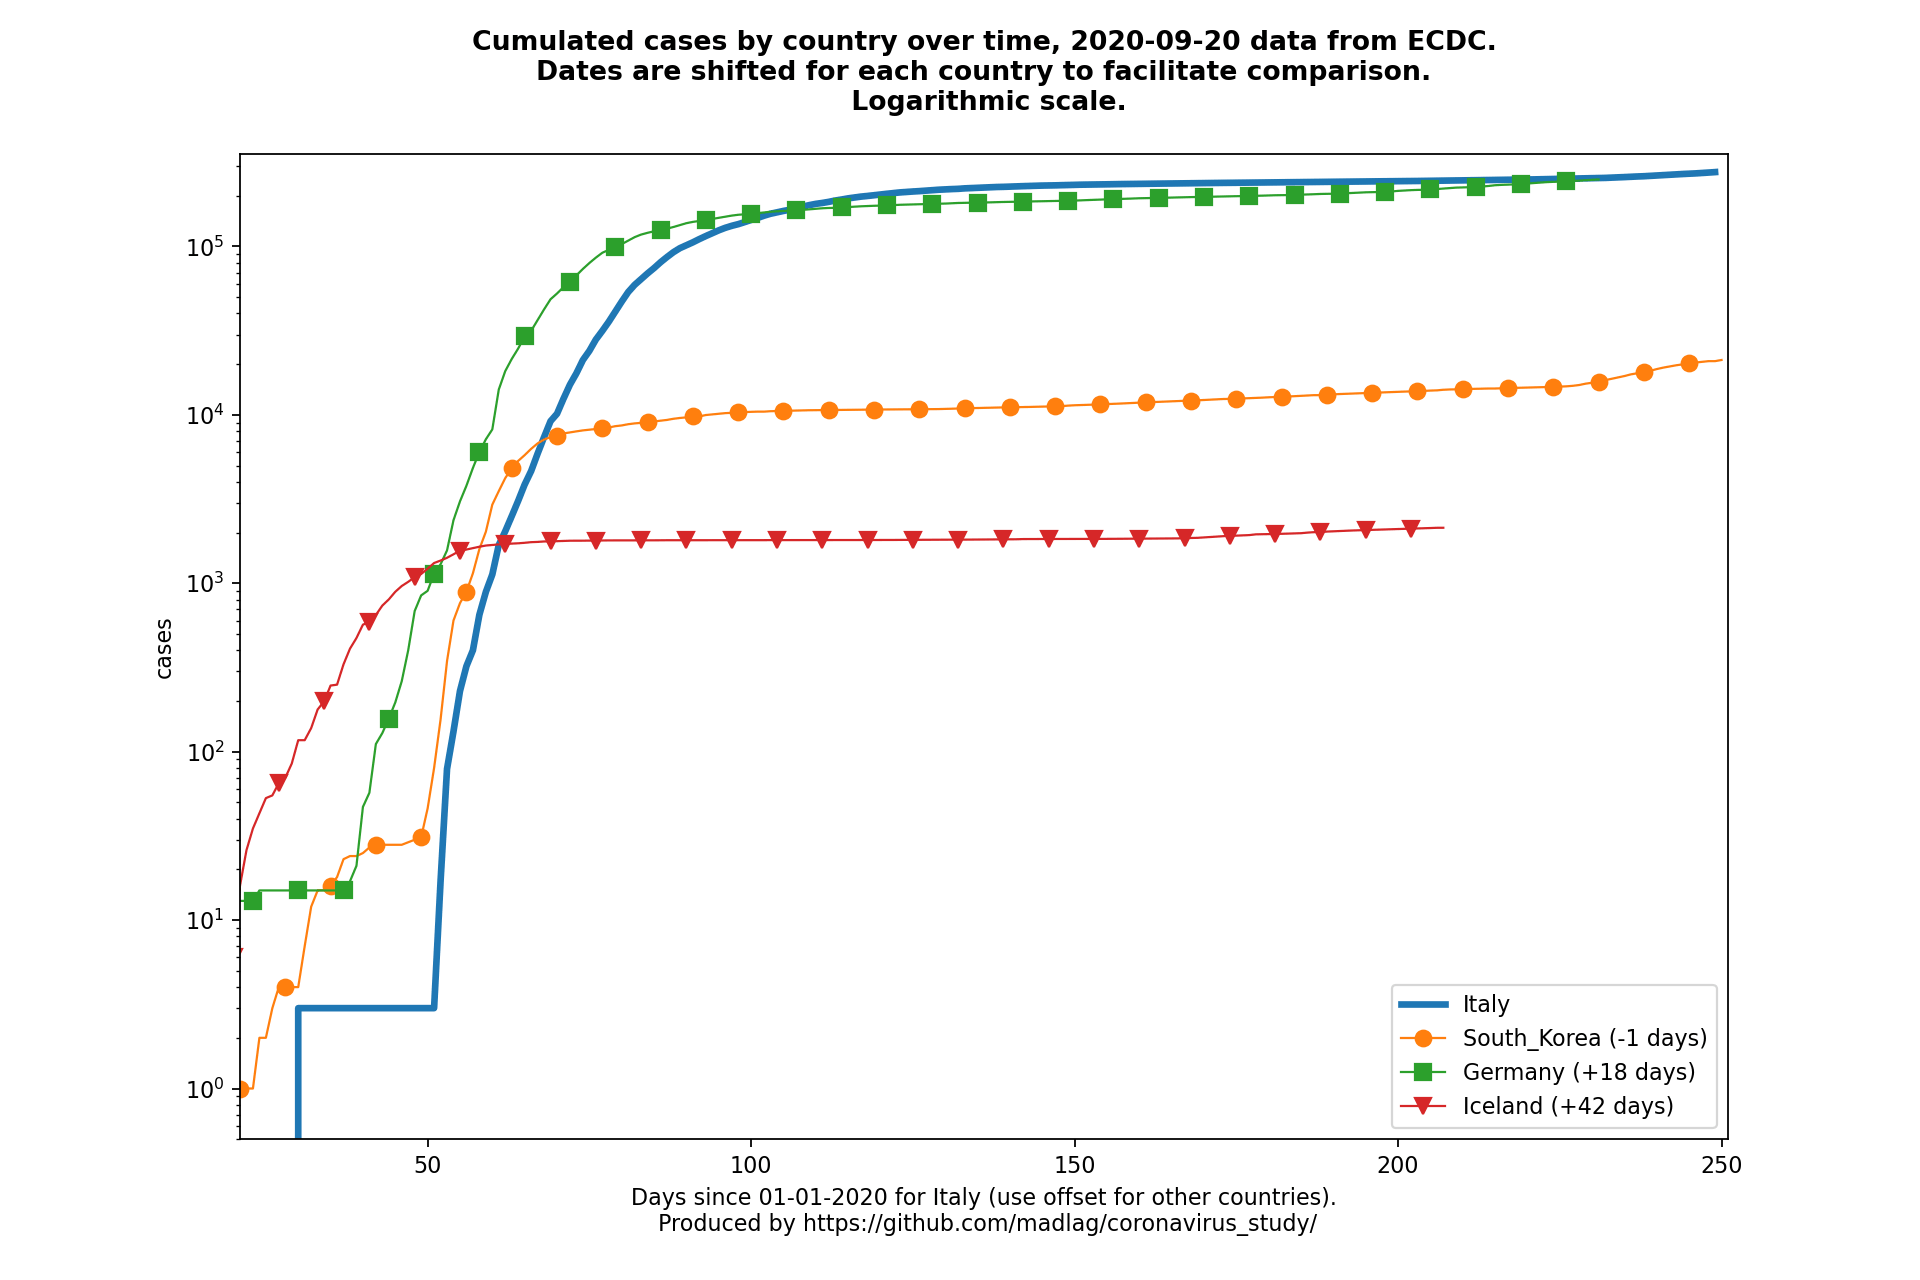 Cumulated cases by country over time, 2020-09-20 data from ECDC.
Dates are shifted for each country to facilitate comparison.
Logarithmic scale.
10^5
10^4
10^3
10^2
10^1
10^0
cases
50 100 150 200 250
Italy
South_Korea (-1 days)
Germany (+18 days)
Iceland (+42 days)
Days since 01-01-2020 for Italy (use offset for other countries).
Produced by https://github.com/madlag/coronavirus_study/